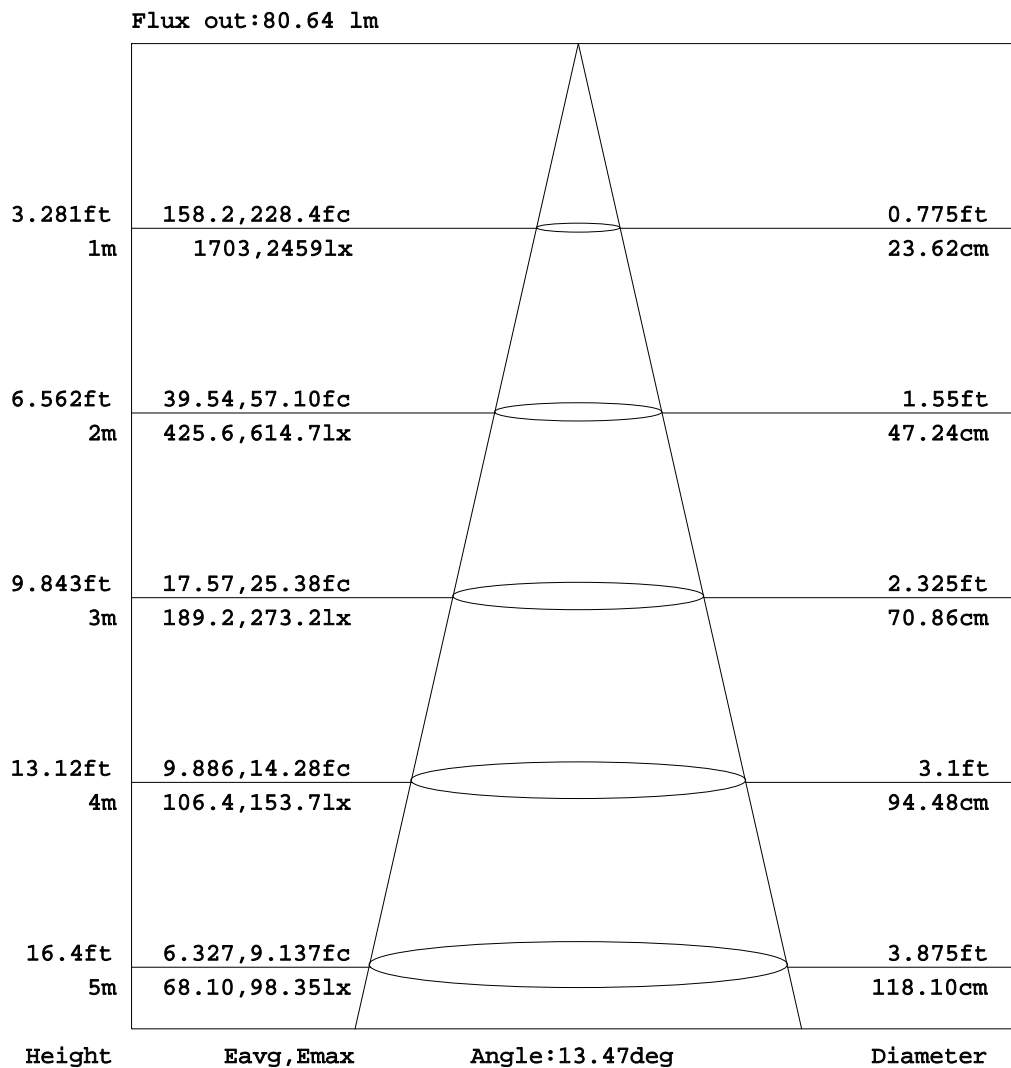 Flux out:80.64 lm
3.281ft 158.2,228.4fc 0.775ft
1m 1703,2459lx 23.62cm
6.562ft 39.54,57.10fc 1.55ft
2m 425.6,614.7lx 47.24cm
9.843ft 17.57,25.38fc 2.325ft
3m 189.2,273.2lx 70.86cm
13.12ft 9.886,14.28fc 3.1ft
4m 106.4,153.7lx 94.48cm
16.4ft 6.327,9.137fc 3.875ft
5m 68.10,98.35lx 118.10cm
Height Eavg,Emax Angle:13.47deg Diameter